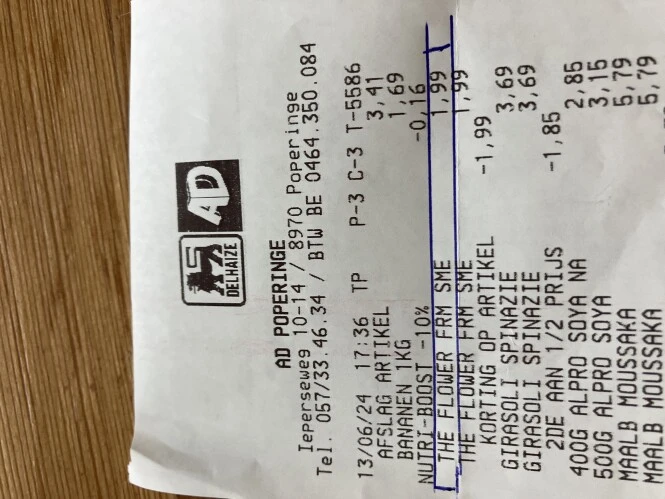 DELHAIZE
AD
AD POPERINGE
Ieperseweg 10-14 / 8970 Poperinge
Tel. 057/33.46.34 / BTW BE 0464.350.084
13/06/24 17:36 TP P-3 C-3 T-5586
AFSLAG ARTIKEL 3,41
BANANEN 1KG 1,69
NUTRI-BOOST -10% -0,16
THE FLOWER FRM SME 1,99
THE FLOWER FRM SME 1,99
KORTING OP ARTIKEL -1,99
GIRASOLI SPINAZIE 3,69
GIRASOLI SPINAZIE 3,69
2DE AAN 1/2 PRIJS -1,85
400G ALPRO SOYA NA 2,85
500G ALPRO SOYA 3,15
MAALB MOUSSAKA 5,79
MAALB MOUSSAKA 5,79